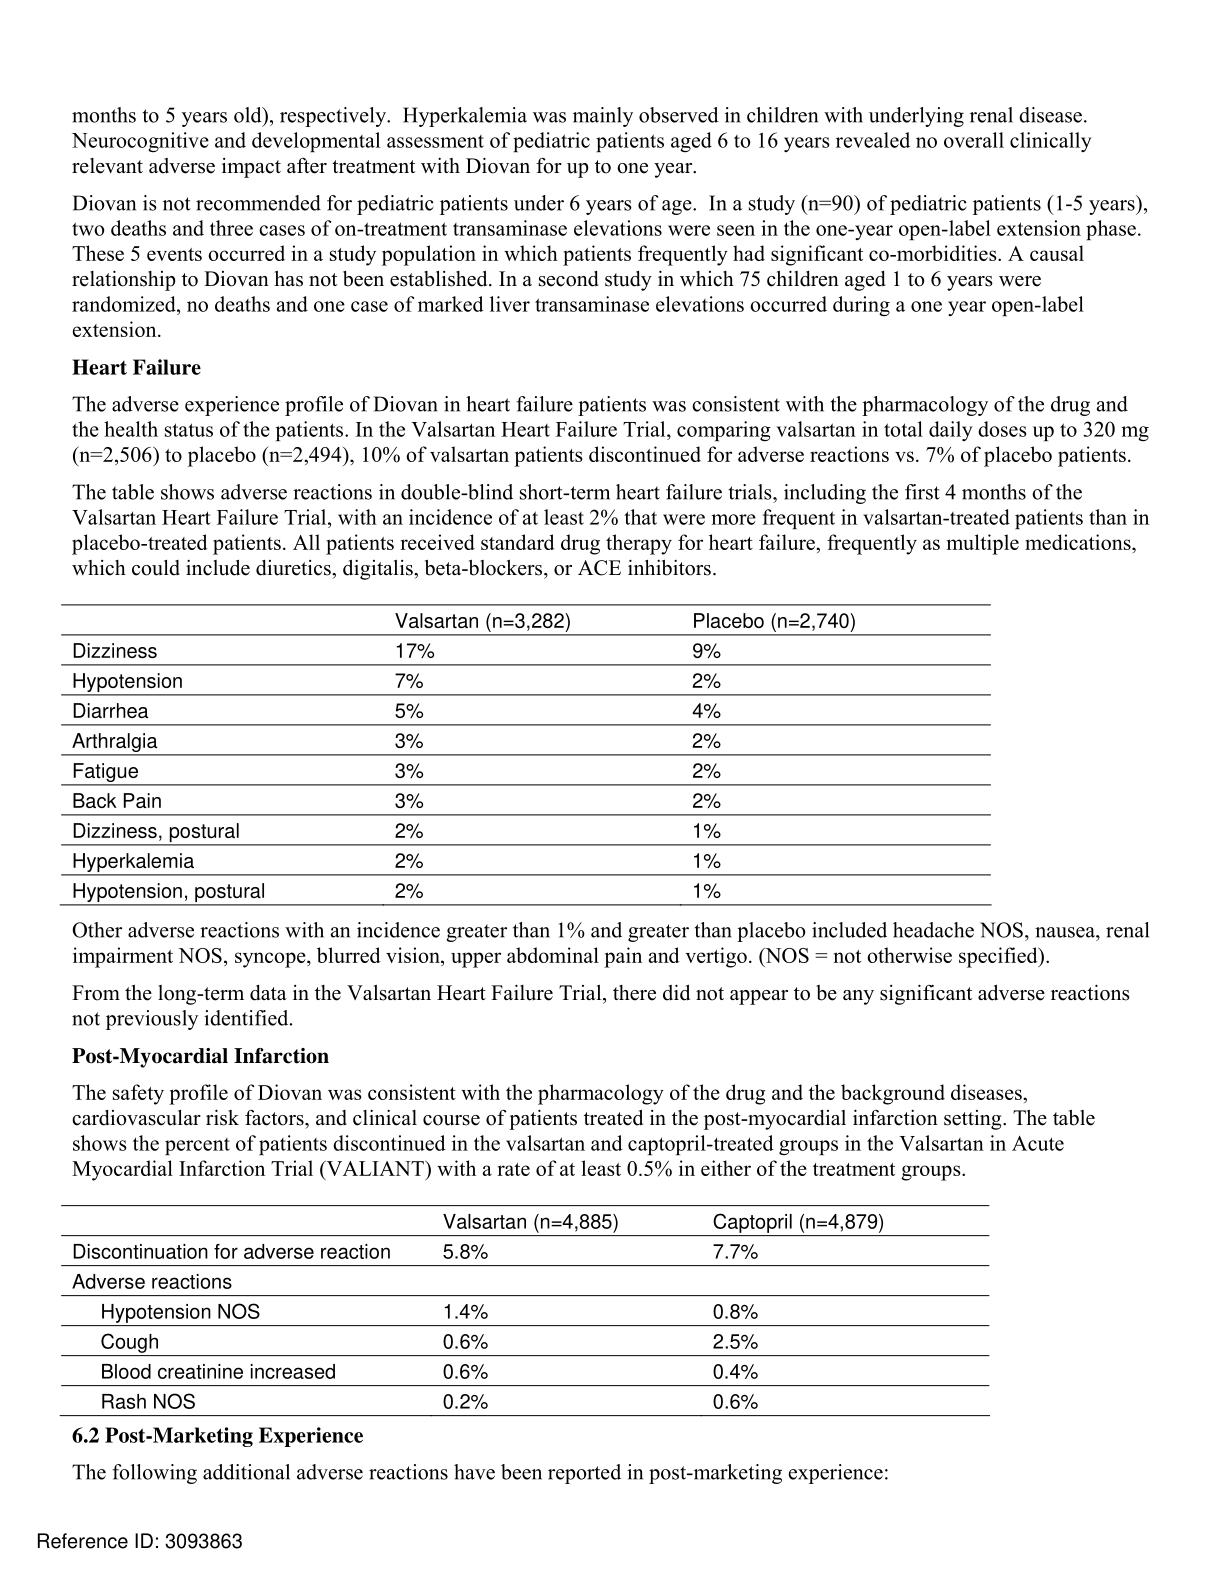 months to 5 years old), respectively.  Hyperkalemia was mainly observed in children with underlying renal disease.
Neurocognitive and developmental assessment of pediatric patients aged 6 to 16 years revealed no overall clinically
relevant adverse impact after treatment with Diovan for up to one year.
Diovan is not recommended for pediatric patients under 6 years of age.  In a study (n=90) of pediatric patients (1-5 years),
two deaths and three cases of on-treatment transaminase elevations were seen in the one-year open-label extension phase.
These 5 events occurred in a study population in which patients frequently had significant co-morbidities. A causal
relationship to Diovan has not been established. In a second study in which 75 children aged 1 to 6 years were
randomized, no deaths and one case of marked liver transaminase elevations occurred during a one year open-label
extension.
Heart Failure
The adverse experience profile of Diovan in heart failure patients was consistent with the pharmacology of the drug and
the health status of the patients. In the Valsartan Heart Failure Trial, comparing valsartan in total daily doses up to 320 mg
(n=2,506) to placebo (n=2,494), 10% of valsartan patients discontinued for adverse reactions vs. 7% of placebo patients.
The table shows adverse reactions in double-blind short-term heart failure trials, including the first 4 months of the
Valsartan Heart Failure Trial, with an incidence of at least 2% that were more frequent in valsartan-treated patients than in
placebo-treated patients. All patients received standard drug therapy for heart failure, frequently as multiple medications,
which could include diuretics, digitalis, beta-blockers, or ACE inhibitors.
Valsartan (n=3,282) Placebo (n=2,740)
Dizziness 17% 9%
Hypotension 7% 2%
Diarrhea 5% 4%
Arthralgia 3% 2%
Fatigue 3% 2%
Back Pain 3% 2%
Dizziness, postural 2% 1%
Hyperkalemia 2% 1%
Hypotension, postural 2% 1%
Other adverse reactions with an incidence greater than 1% and greater than placebo included headache NOS, nausea, renal
impairment NOS, syncope, blurred vision, upper abdominal pain and vertigo. (NOS = not otherwise specified).
From the long-term data in the Valsartan Heart Failure Trial, there did not appear to be any significant adverse reactions
not previously identified.
Post-Myocardial Infarction
The safety profile of Diovan was consistent with the pharmacology of the drug and the background diseases,
cardiovascular risk factors, and clinical course of patients treated in the post-myocardial infarction setting. The table
shows the percent of patients discontinued in the valsartan and captopril-treated groups in the Valsartan in Acute
Myocardial Infarction Trial (VALIANT) with a rate of at least 0.5% in either of the treatment groups.
Valsartan (n=4,885) Captopril (n=4,879)
Discontinuation for adverse reaction 5.8% 7.7%
Adverse reactions
Hypotension NOS 1.4% 0.8%
Cough 0.6% 2.5%
Blood creatinine increased 0.6% 0.4%
Rash NOS 0.2% 0.6%
6.2 Post-Marketing Experience
The following additional adverse reactions have been reported in post-marketing experience:
Reference ID: 3093863